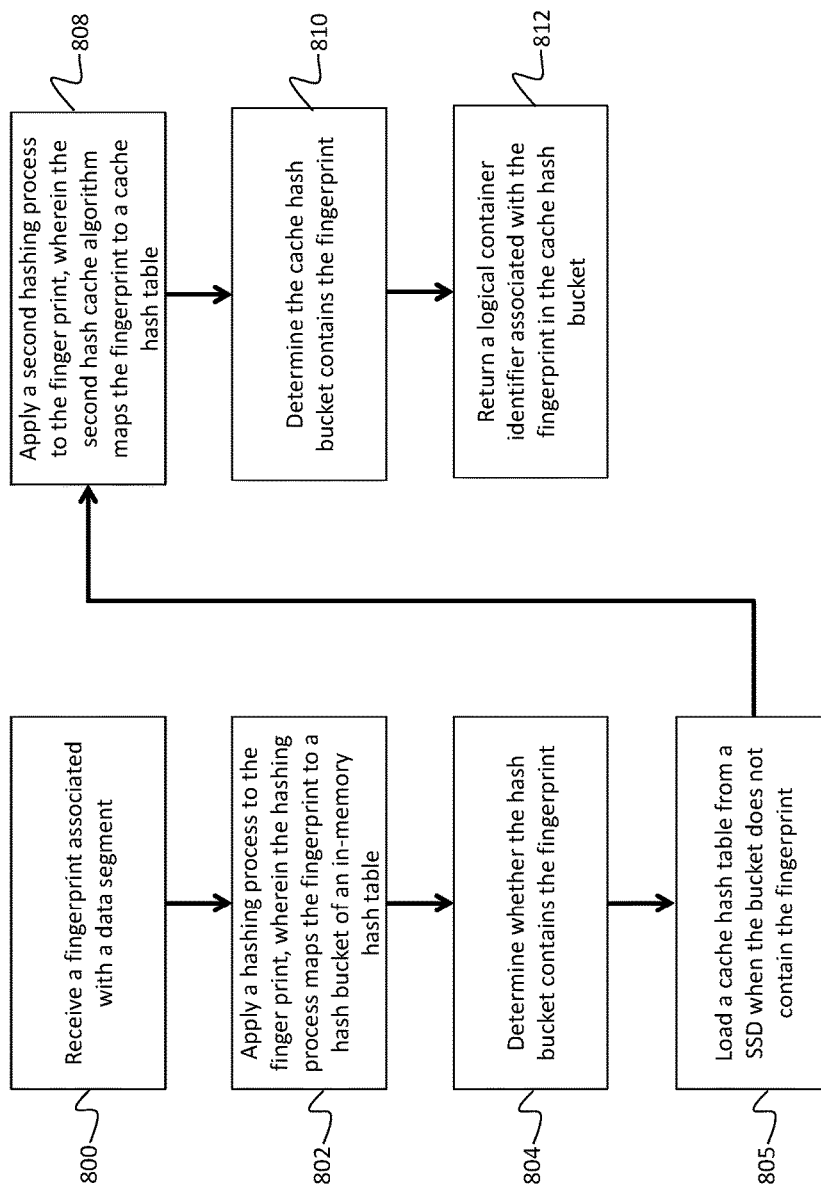 800
Receive a fingerprint associated
with a data segment
802
Apply a hashing process to the
finger print, wherein the hashing
process maps the fingerprint to a
hash bucket of an in-memory
hash table
804
Determine whether the hash
bucket contains the fingerprint
805
Load a cache hash table from a
SSD when the bucket does not
contain the fingerprint
Apply a second hashing process
to the finger print, wherein the
second hash cache algorithm
maps the fingerprint to a cache
hash table
808
Determine the cache hash
bucket contains the fingerprint
810
Return a logical container
identifier associated with the
fingerprint in the cache hash
bucket
812